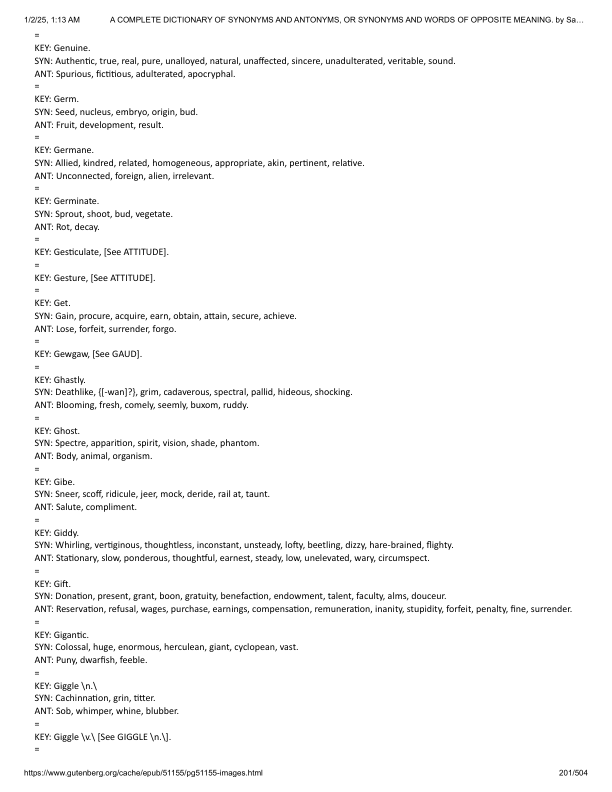 1/2/25, 1:13 AM A COMPLETE DICTIONARY OF SYNONYMS AND ANTONYMS, OR SYNONYMS AND WORDS OF OPPOSITE MEANING. by Sa…
=
KEY: Genuine.
SYN: Authentic, true, real, pure, unalloyed, natural, unaffected, sincere, unadulterated, veritable, sound.
ANT: Spurious, fictitious, adulterated, apocryphal.
=
KEY: Germ.
SYN: Seed, nucleus, embryo, origin, bud.
ANT: Fruit, development, result.
=
KEY: Germane.
SYN: Allied, kindred, related, homogeneous, appropriate, akin, pertinent, relative.
ANT: Unconnected, foreign, alien, irrelevant.
=
KEY: Germinate.
SYN: Sprout, shoot, bud, vegetate.
ANT: Rot, decay.
=
KEY: Gesticulate, [See ATTITUDE].
=
KEY: Gesture, [See ATTITUDE].
=
KEY: Get.
SYN: Gain, procure, acquire, earn, obtain, attain, secure, achieve.
ANT: Lose, forfeit, surrender, forgo.
=
KEY: Gewgaw, [See GAUD].
=
KEY: Ghastly.
SYN: Deathlike, {[-wan]?}, grim, cadaverous, spectral, pallid, hideous, shocking.
ANT: Blooming, fresh, comely, seemly, buxom, ruddy.
=
KEY: Ghost.
SYN: Spectre, apparition, spirit, vision, shade, phantom.
ANT: Body, animal, organism.
=
KEY: Gibe.
SYN: Sneer, scoff, ridicule, jeer, mock, deride, rail at, taunt.
ANT: Salute, compliment.
=
KEY: Giddy.
SYN: Whirling, vertiginous, thoughtless, inconstant, unsteady, lofty, beetling, dizzy, hare-brained, flighty.
ANT: Stationary, slow, ponderous, thoughtful, earnest, steady, low, unelevated, wary, circumspect.
=
KEY: Gift.
SYN: Donation, present, grant, boon, gratuity, benefaction, endowment, talent, faculty, alms, douceur.
ANT: Reservation, refusal, wages, purchase, earnings, compensation, remuneration, inanity, stupidity, forfeit, penalty, fine, surrender.
=
KEY: Gigantic.
SYN: Colossal, huge, enormous, herculean, giant, cyclopean, vast.
ANT: Puny, dwarfish, feeble.
=
KEY: Giggle \n.\
SYN: Cachinnation, grin, titter.
ANT: Sob, whimper, whine, blubber.
=
KEY: Giggle \v.\ [See GIGGLE \n.\].
=
https://www.gutenberg.org/cache/epub/51155/pg51155-images.html 201/504